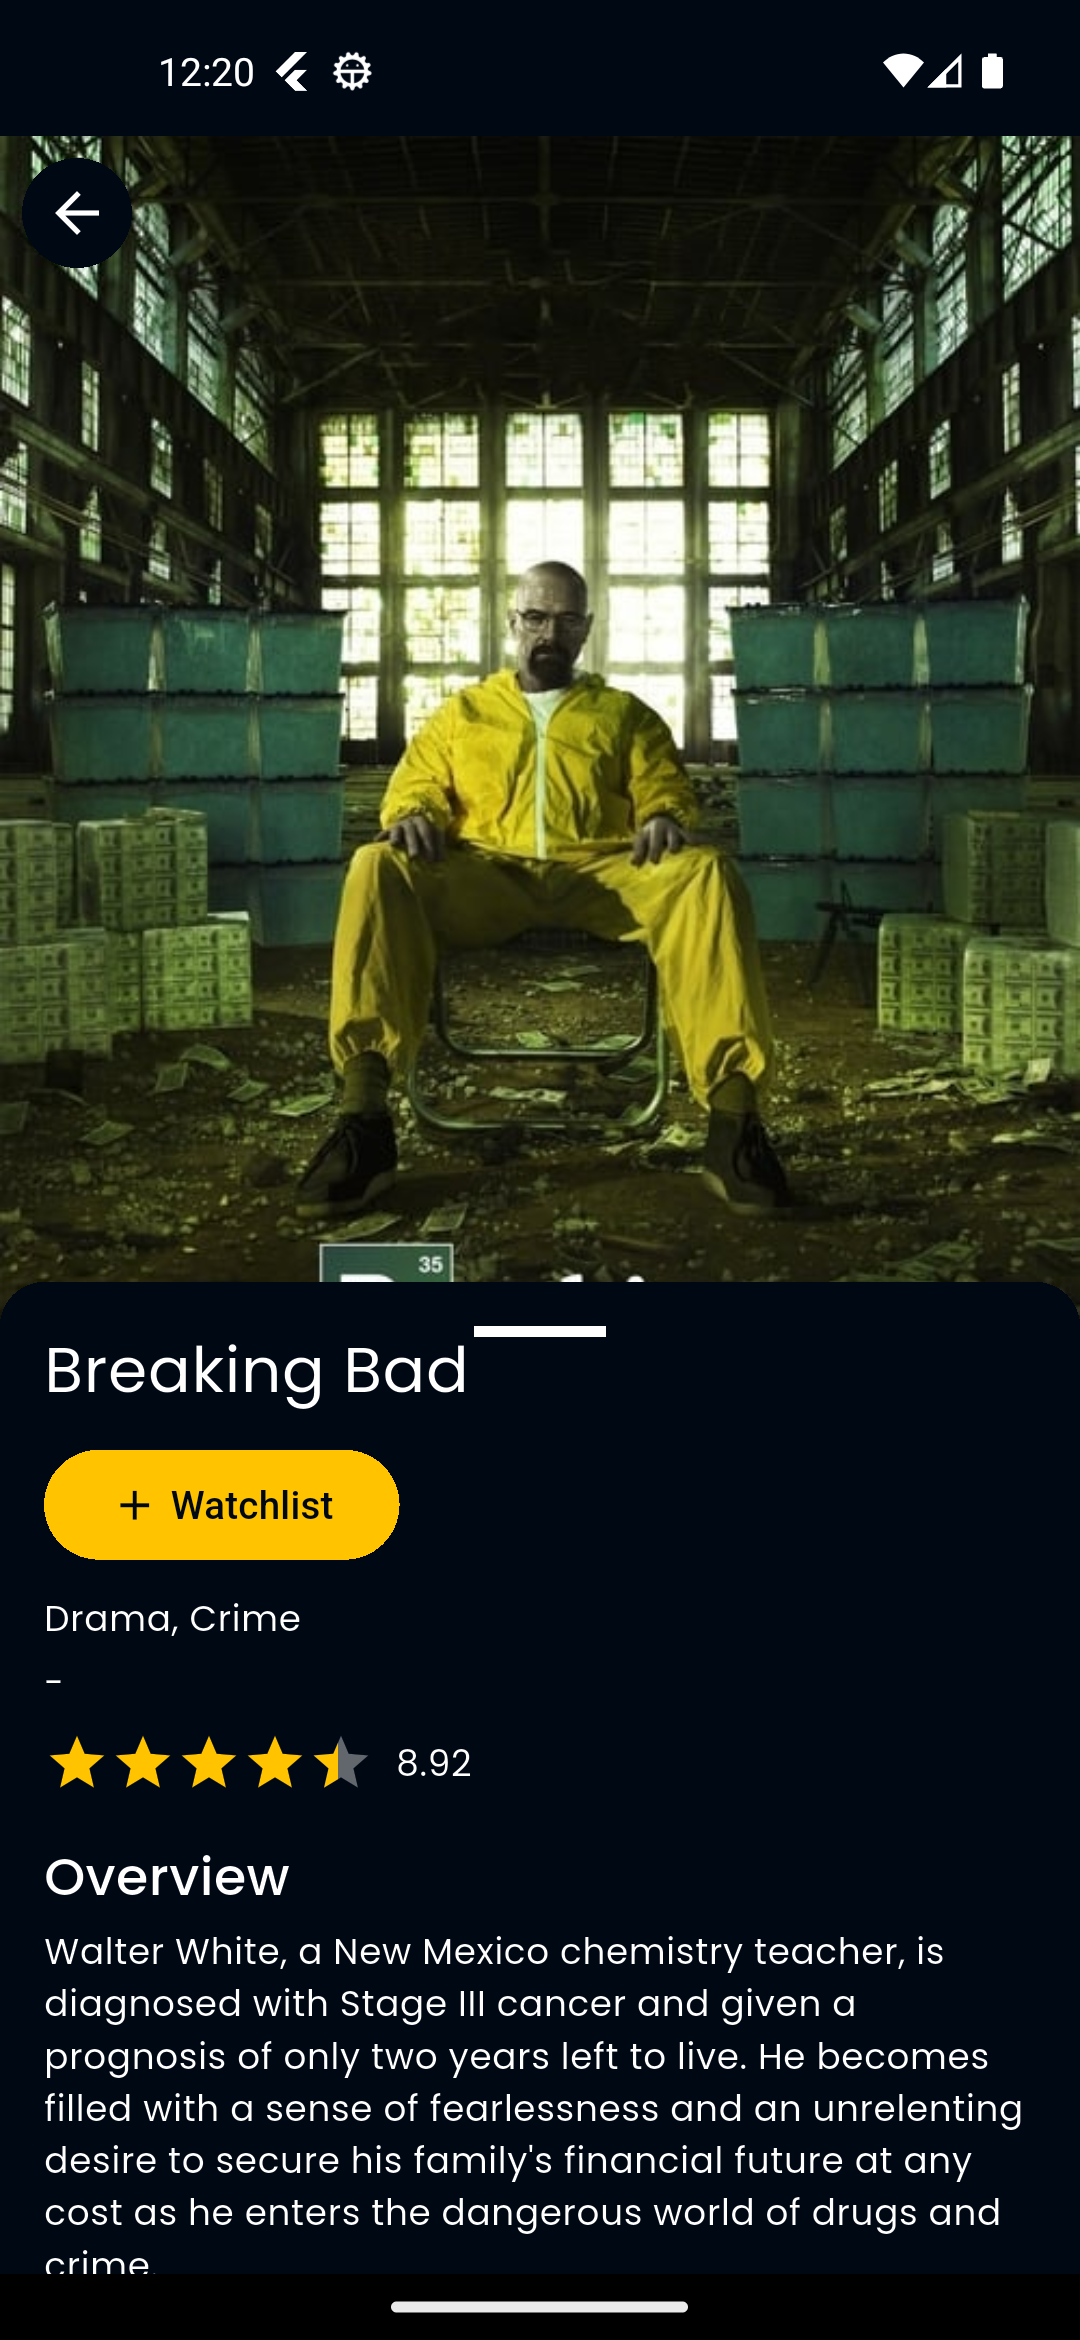 12:20
35
Breaking Bad
+ Watchlist
Drama, Crime
-
8.92
Overview
Walter White, a New Mexico chemistry teacher, is
diagnosed with Stage III cancer and given a
prognosis of only two years left to live. He becomes
filled with a sense of fearlessness and an unrelenting
desire to secure his family's financial future at any
cost as he enters the dangerous world of drugs and
crime.